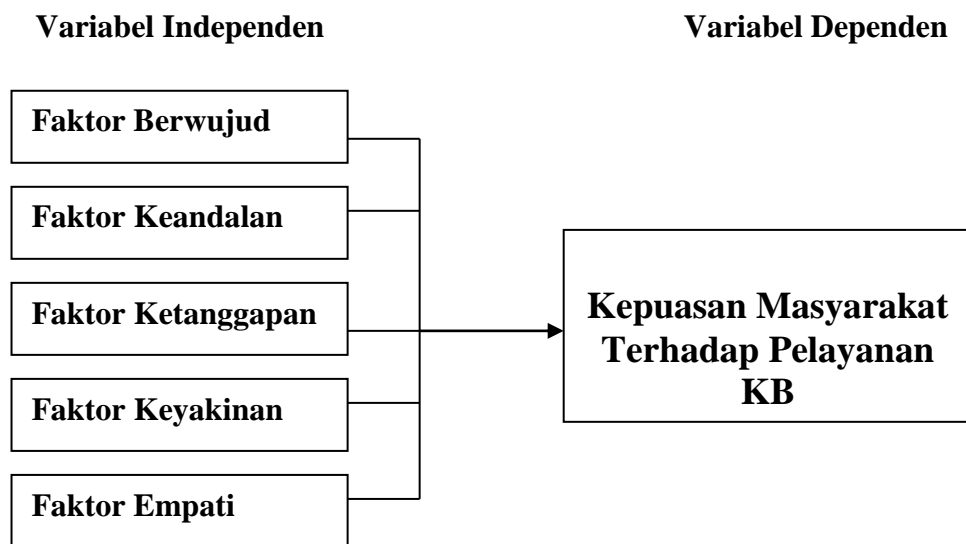 Variabel Independen
Variabel Dependen
Faktor Berwujud
Faktor Keandalan
Faktor Ketanggapan
Faktor Keyakinan
Faktor Empati
Kepuasan Masyarakat
Terhadap Pelayanan
KB